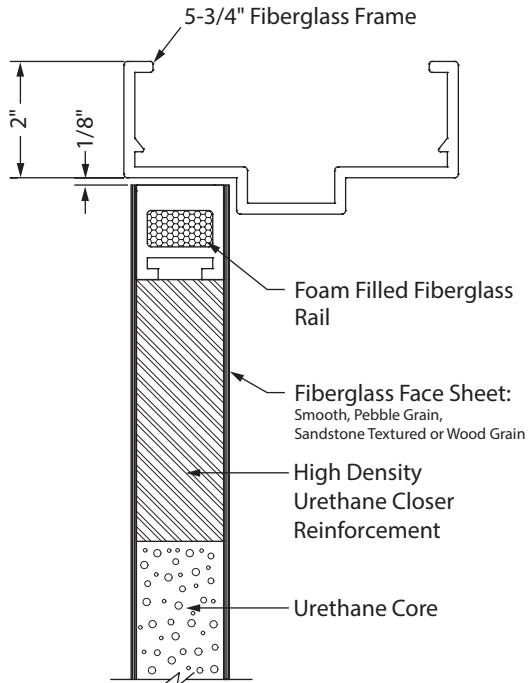 5-3/4" Fiberglass Frame
2"
1/8"
Foam Filled Fiberglass
Rail
Fiberglass Face Sheet:
Smooth, Pebble Grain,
Sandstone Textured or Wood Grain
High Density
Urethane Closer
Reinforcement
Urethane Core